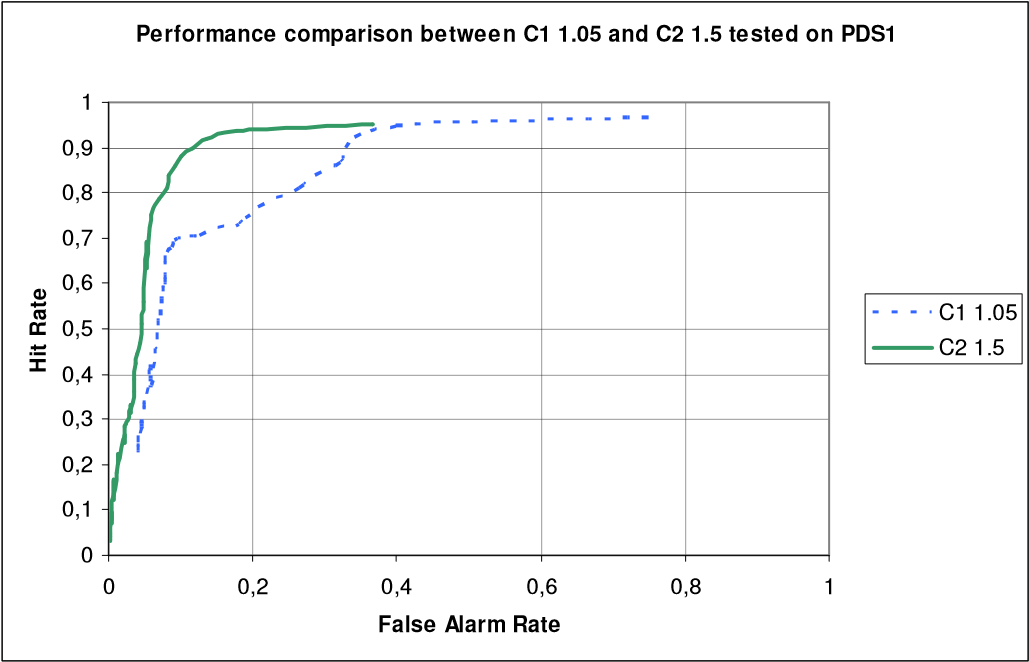 Performance comparison between C1 1.05 and C2 1.5 tested on PDS1
1
0,9
0,8
0,7
0,6
0,5
0,4
0,3
0,2
0,1
0
Hit Rate
0 0,2 0,4 0,6 0,8 1
False Alarm Rate
C1 1.05
C2 1.5